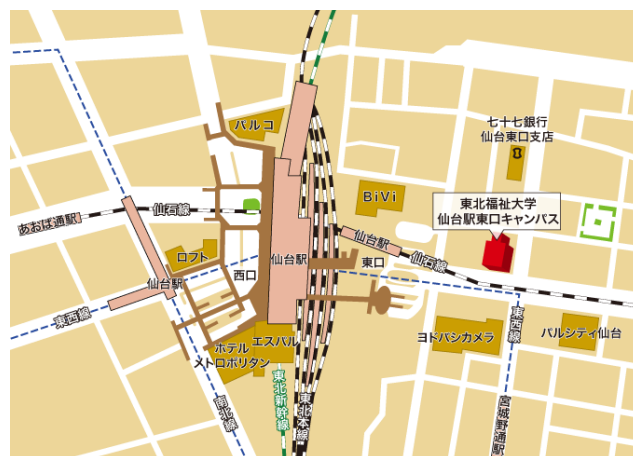 パルコ
七十七銀行
仙台東口支店
BiVi
東北福祉大学
仙台駅東口キャンパス
仙石線
あおば通駅
仙台駅
仙石線
ロフト
西口
仙台駅
東口
仙台駅
東西線
エスパル
ホテル
メトロポリタン
ヨドバシカメラ
東西線
パルシティ仙台
南北線
東北新幹線
東北本線
宮城野通駅